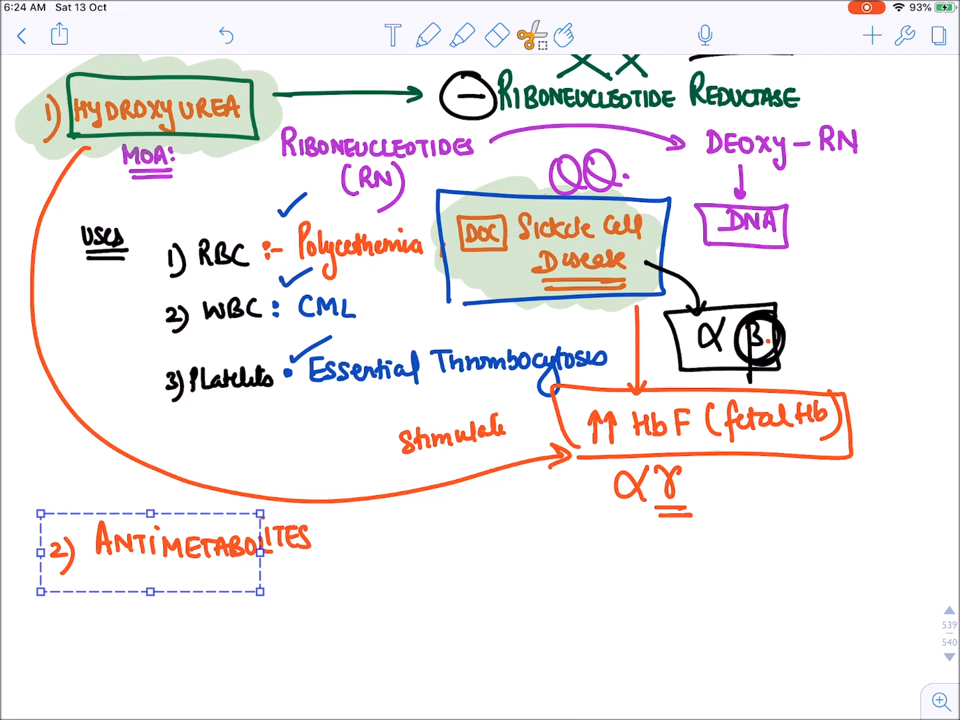 6:24 AM Sat 13 Oct
93%
T
1) HYDROXYUREA
⊖ RIBONEUCLEOTIDE REDUCTASE
MOA:
RIBONEUCLEOTIDES
(RN)
DEOXY-RN
DNA
QQ.
DOC Sickle Cell
Disease
USES
1) RBC :- Polycethemia
2) WBC : CML
3) Platelets : Essential Thrombocytosis
α β
↑↑ HbF (fetal Hb)
α γ
Stimulate
2) ANTIMETABOLITES
539
540